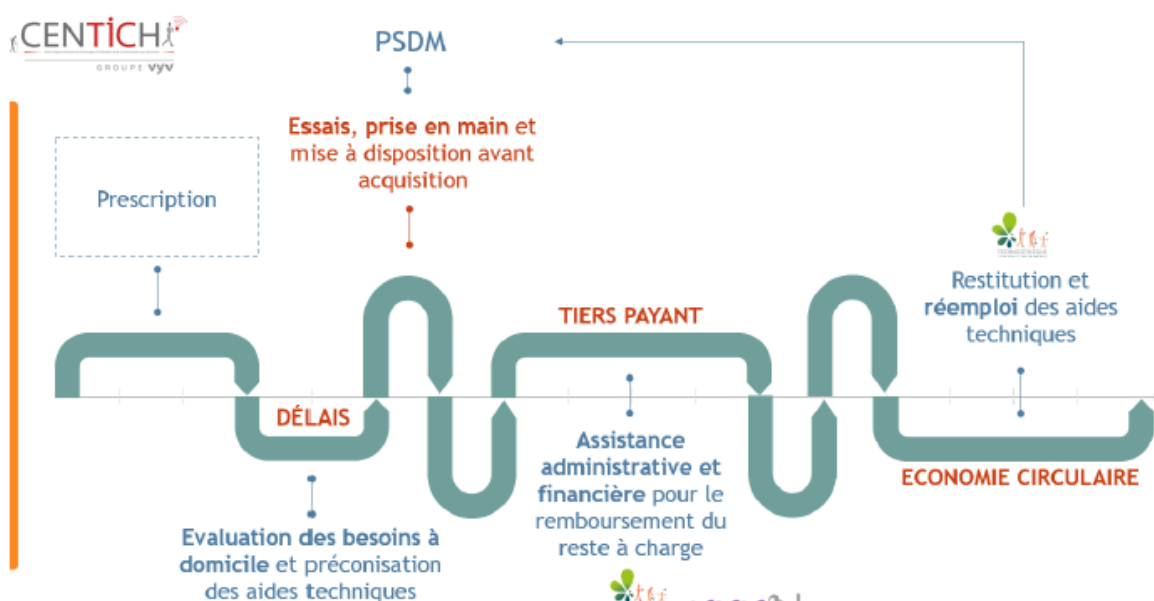 CENTICH
GROUPE vyv
PSDM
Essais, prise en main et
mise à disposition avant
acquisition
Prescription
Restitution et
réemploi des aides
techniques
TIERS PAYANT
DÉLAIS
Assistance
administrative et
financière pour le
remboursement du
reste à charge
ECONOMIE CIRCULAIRE
Evaluation des besoins à
domicile et préconisation
des aides techniques